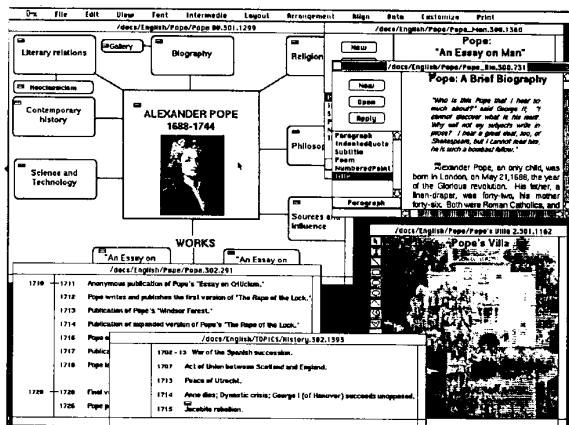 File Edit View Font Intermedia Layout Arrangement Align Data Customize Print
/docs/English/Pope/Pope 00.301.1299
Literary relations
Gallery
Biography
Religion
Neoclassicism
Contemporary
history
ALEXANDER POPE
1688-1744
Philosop
Science and
Technology
Sources and
Influence
WORKS
"An Essay on
"An Essay on
1360
Pope:
"An Essay on Man"
New
/docs/English/Pope/Pope_Bio.308.731
New
Open
Apply
Paragraph
IndentedQuote
Subtitle
Poem
NumberedPoint
Title
Paragraph
Pope: A Brief Biography
"Who is this Pope that I hear so
much about?" said George II, "I
cannot discover what is his merit.
Why will not my subjects write in
prose? I hear a great deal, too, of
Shakespeare, but I cannot read him,
he is such a bombast fellow."
Alexander Pope, an only child, was
born in London, on May 21,1688, the year
of the Glorious revolution. His father, a
linen-draper, was forty-two, his mother
forty-six. Both were Roman Catholics, and
/docs/English/Pope/Pope's Villa 2.301.1162
Pope's Villa
/docs/English/Pope/Pope.302.291
1710 1711 Anonymous publication of Pope's "Essay on Criticism."
1712 Pope writes and publishes the first version of "The Rape of the Lock."
1713 Publication of Pope's "Windsor Forest."
1714 Publication of expanded version of Pope's "The Rape of the Lock."
1715 Pope
1717 Publica
1718 Pope
1720 1720 Final v
1725 Pope p
/docs/English/TOPICS/History.302.1393
1702 - 13 War of the Spanish succession.
1707 Act of Union between Scotland and England.
1713 Peace of Utrecht.
1714 Anne dies; Dynastic crisis; George I (of Hanover) succeeds unopposed.
1715 Jacobite rebellion.